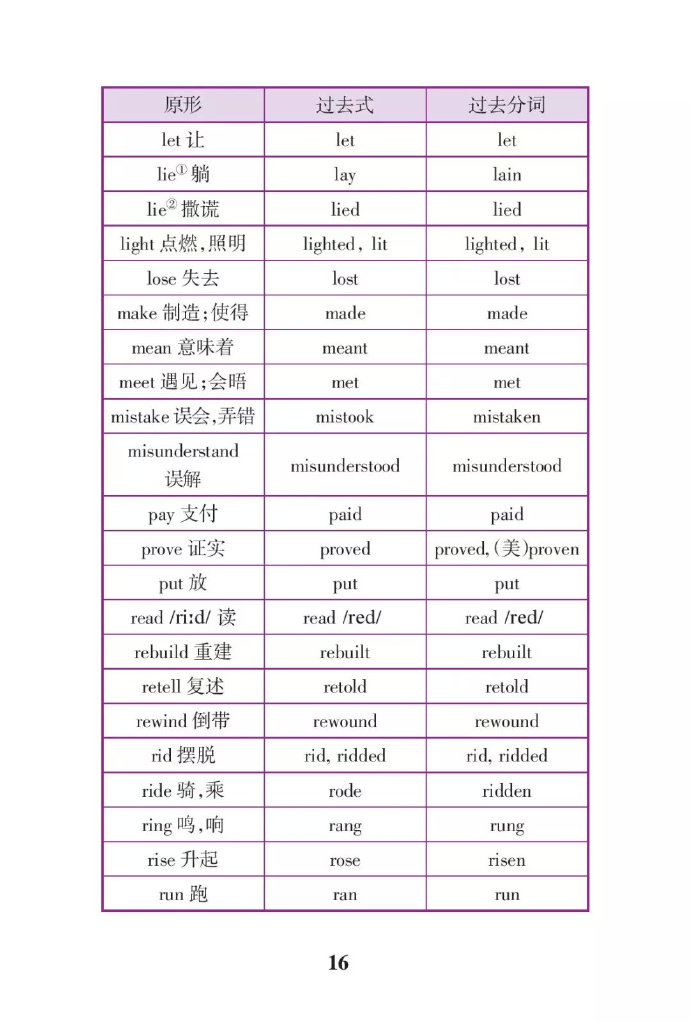 原形 过去式 过去分词
let 让 let let
lie① 躺 lay lain
lie② 撒谎 lied lied
light 点燃,照明 lighted, lit lighted, lit
lose 失去 lost lost
make 制造;使得 made made
mean 意味着 meant meant
meet 遇见;会晤 met met
mistake 误会,弄错 mistook mistaken
misunderstand
误解 misunderstood misunderstood
pay 支付 paid paid
prove 证实 proved proved, (美)proven
put 放 put put
read /riːd/ 读 read /red/ read /red/
rebuild 重建 rebuilt rebuilt
retell 复述 retold retold
rewind 倒带 rewound rewound
rid 摆脱 rid, ridded rid, ridded
ride 骑,乘 rode ridden
ring 鸣,响 rang rung
rise 升起 rose risen
run 跑 ran run
16